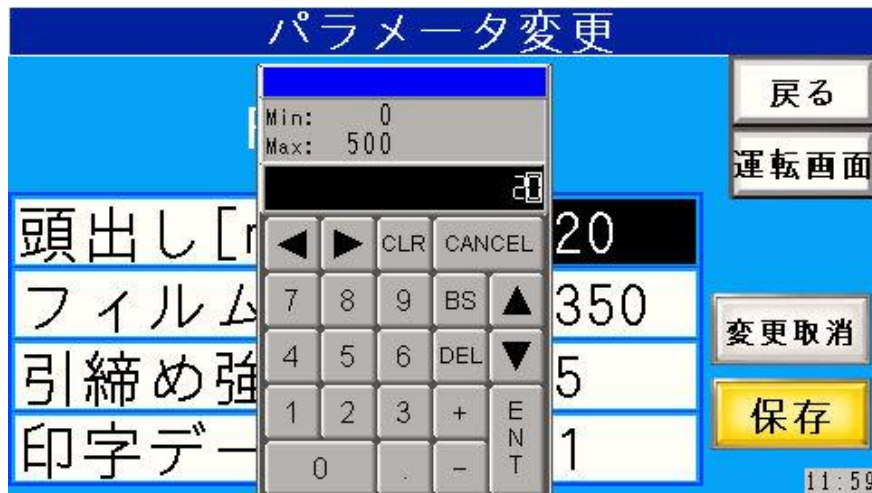 パラメータ変更
戻る
運転画面
Min: 0
Max: 500
20
頭出し[
20
◀ ▶ CLR CANCEL
フィルム
350
7 8 9 BS ▲
変更取消
引締め強
5
4 5 6 DEL ▼
印字デー
1
1 2 3 + ENT
0 . -
保存
11:59